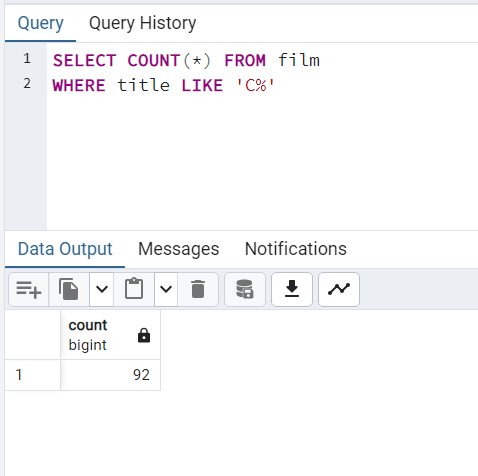 Query Query History
1 SELECT COUNT(*) FROM film
2 WHERE title LIKE 'C%'
Data Output Messages Notifications
count
bigint
1 92